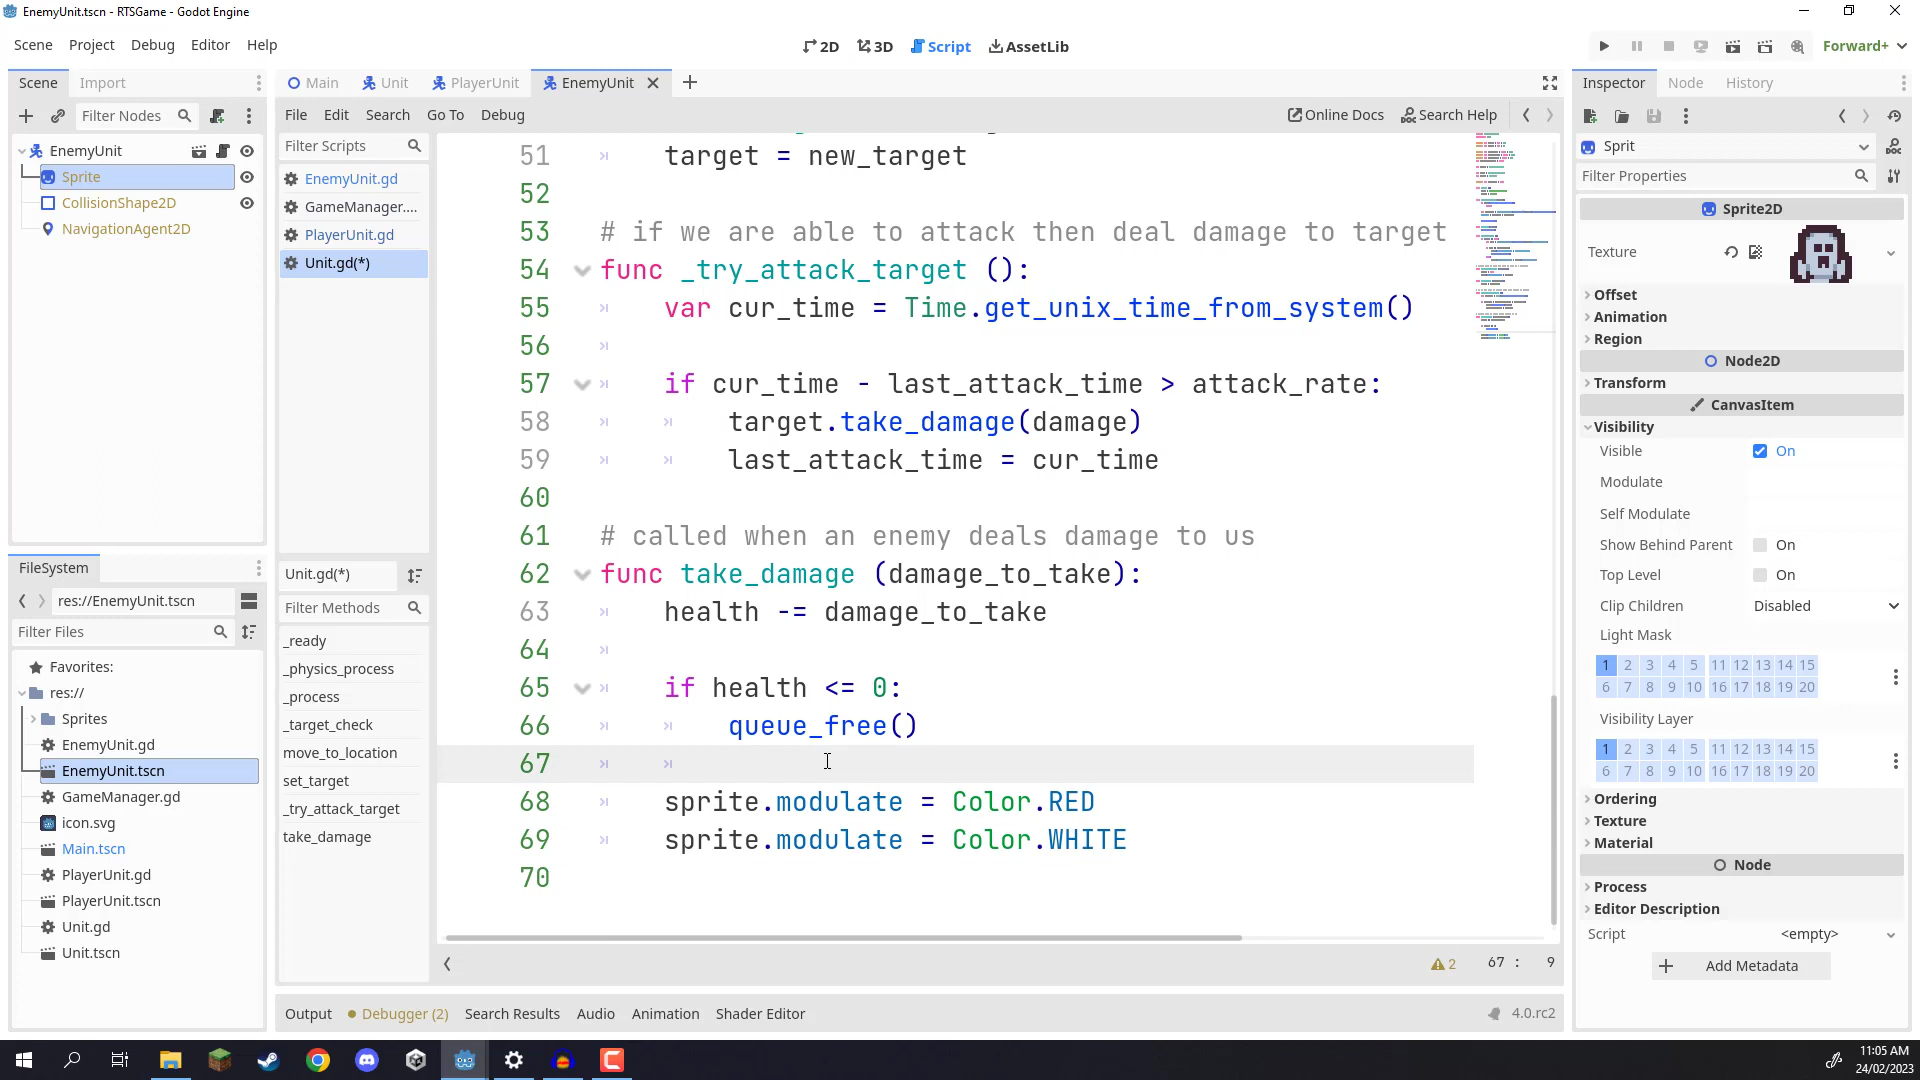 EnemyUnit.tscn - RTSGame - Godot Engine
Scene Project Debug Editor Help
2D 3D Script AssetLib
Forward+
Scene Import
Filter Nodes
EnemyUnit
Sprite
CollisionShape2D
NavigationAgent2D
FileSystem
res://EnemyUnit.tscn
Filter Files
Favorites:
res://
Sprites
EnemyUnit.gd
EnemyUnit.tscn
GameManager.gd
icon.svg
Main.tscn
PlayerUnit.gd
PlayerUnit.tscn
Unit.gd
Unit.tscn
Main Unit PlayerUnit EnemyUnit
File Edit Search Go To Debug
Online Docs Search Help
Filter Scripts
EnemyUnit.gd
GameManager....
PlayerUnit.gd
Unit.gd(*)
Unit.gd(*)
Filter Methods
_ready
_physics_process
_process
_target_check
move_to_location
set_target
_try_attack_target
take_damage
51 target = new_target
52
53 # if we are able to attack then deal damage to target
54 func _try_attack_target ():
55 var cur_time = Time.get_unix_time_from_system()
56
57 if cur_time - last_attack_time > attack_rate:
58 target.take_damage(damage)
59 last_attack_time = cur_time
60
61 # called when an enemy deals damage to us
62 func take_damage (damage_to_take):
63 health -= damage_to_take
64
65 if health <= 0:
66 queue_free()
67
68 sprite.modulate = Color.RED
69 sprite.modulate = Color.WHITE
70
2 67 : 9
Output Debugger (2) Search Results Audio Animation Shader Editor
4.0.rc2
Inspector Node History
Sprit
Filter Properties
Sprite2D
Texture
Offset
Animation
Region
Node2D
Transform
CanvasItem
Visibility
Visible On
Modulate
Self Modulate
Show Behind Parent On
Top Level On
Clip Children Disabled
Light Mask
1 2 3 4 5 11 12 13 14 15
6 7 8 9 10 16 17 18 19 20
Visibility Layer
1 2 3 4 5 11 12 13 14 15
6 7 8 9 10 16 17 18 19 20
Ordering
Texture
Material
Node
Process
Editor Description
Script <empty>
Add Metadata
11:05 AM
24/02/2023